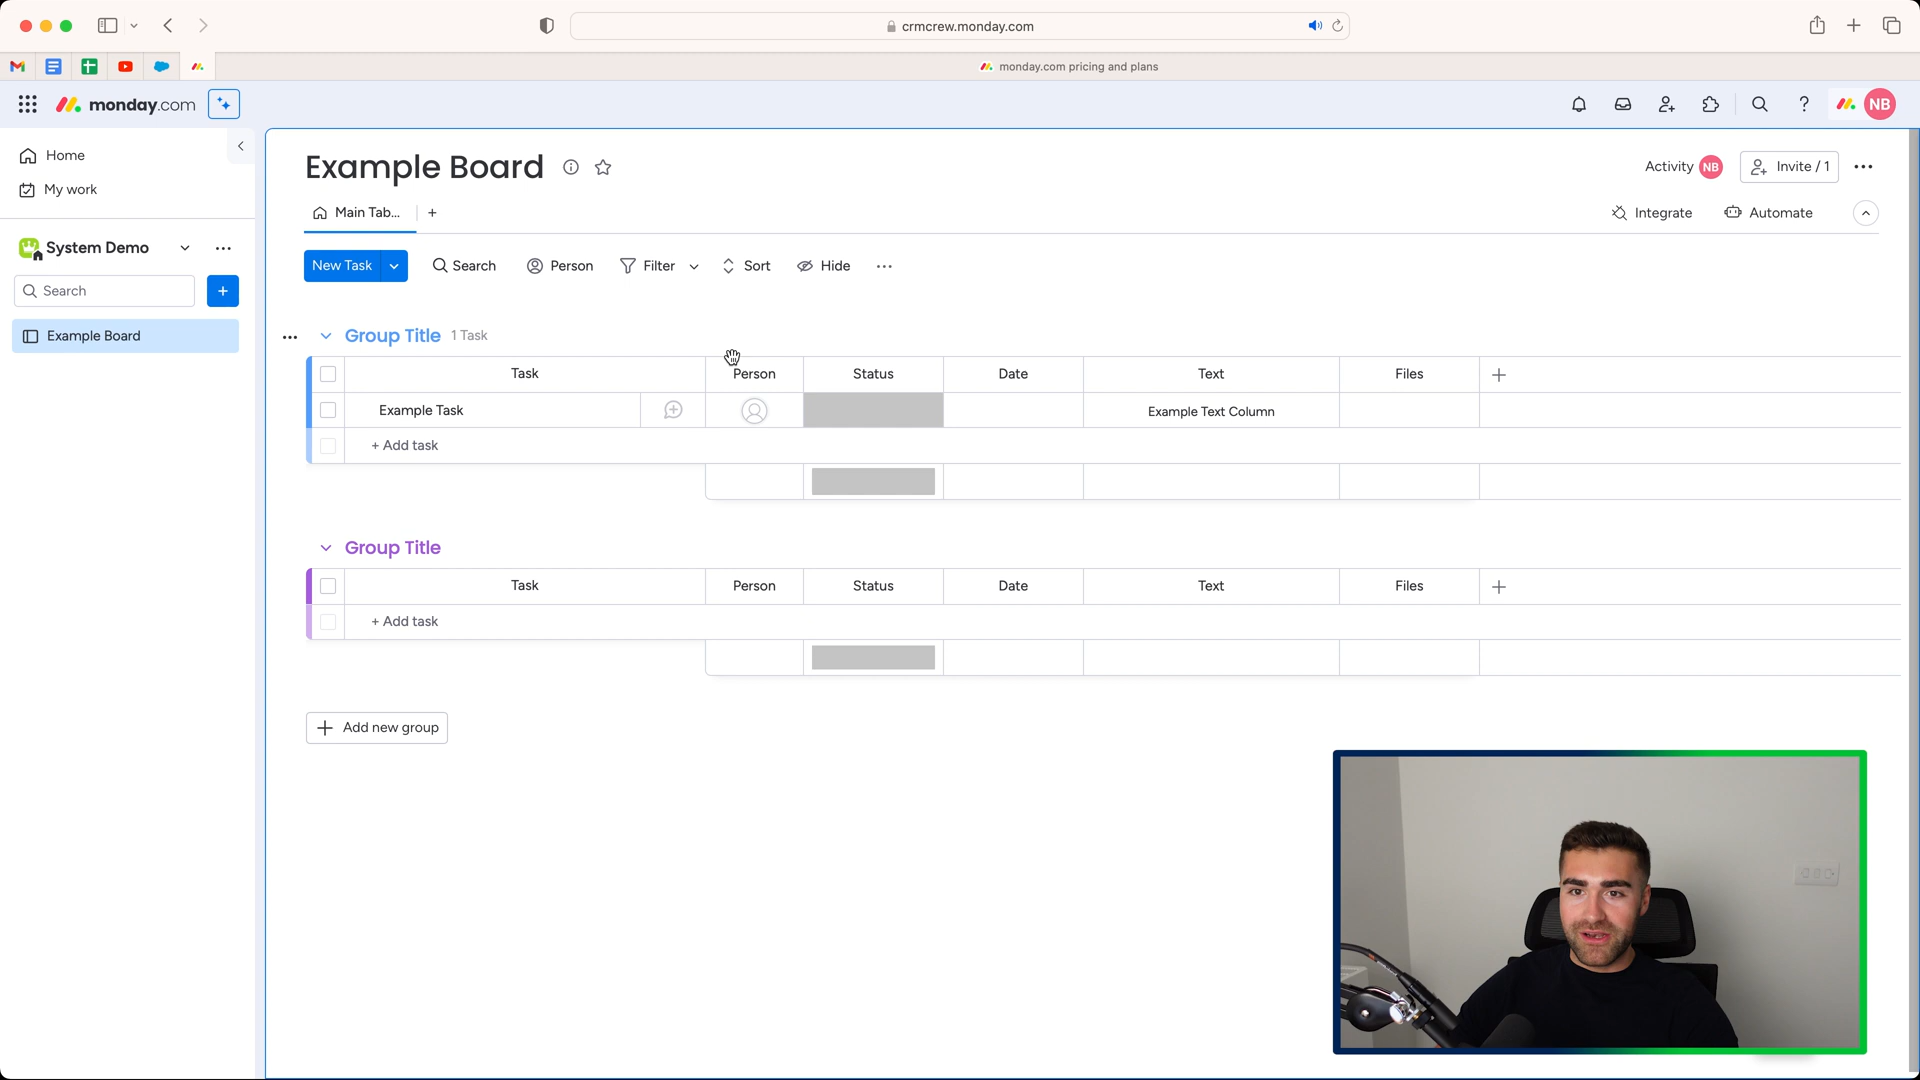 crmcrew.monday.com
monday.com pricing and plans
monday.com
NB
Home
My work
System Demo
Search
Example Board
Example Board
Activity NB Invite / 1
Main Tab...
Integrate Automate
New Task Search Person Filter Sort Hide
Group Title 1 Task
Task Person Status Date Text Files
Example Task Example Text Column
+ Add task
Group Title
Task Person Status Date Text Files
+ Add task
Add new group